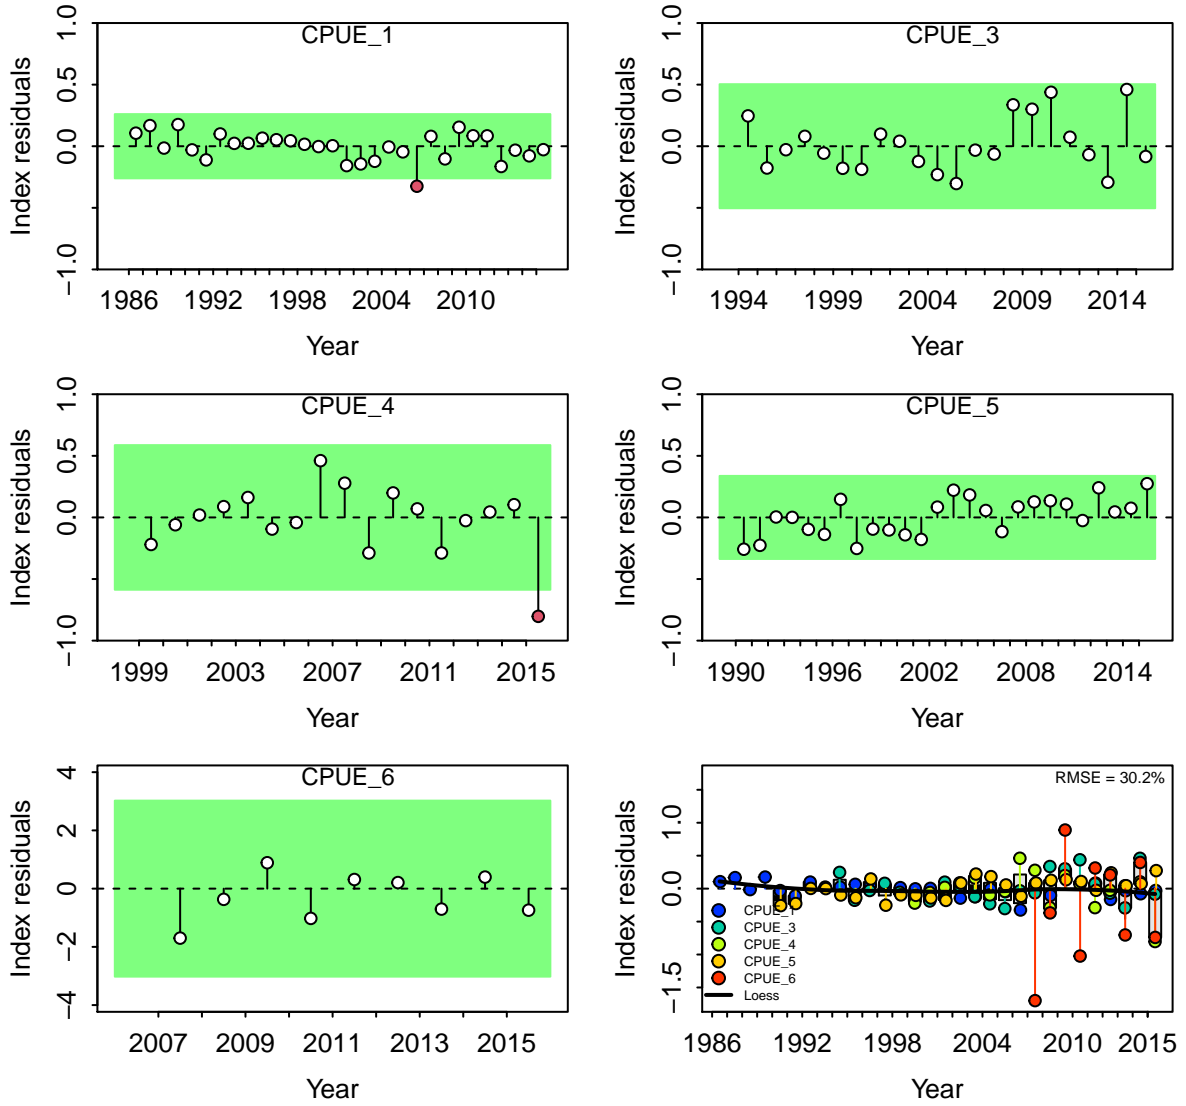 CPUE_1
Index residuals
1.0
0.5
0.0
−1.0
1986 1992 1998 2004 2010
Year
CPUE_3
Index residuals
1.0
0.5
0.0
−1.0
1994 1999 2004 2009 2014
Year
CPUE_4
Index residuals
1.0
0.5
0.0
−1.0
1999 2003 2007 2011 2015
Year
CPUE_5
Index residuals
1.0
0.5
0.0
−1.0
1990 1996 2002 2008 2014
Year
CPUE_6
Index residuals
4
2
0
−2
−4
2007 2009 2011 2013 2015
Year
RMSE = 30.2%
Index residuals
1.0
0.0
−1.5
CPUE_1
CPUE_3
CPUE_4
CPUE_5
CPUE_6
Loess
1986 1992 1998 2004 2010 2015
Year